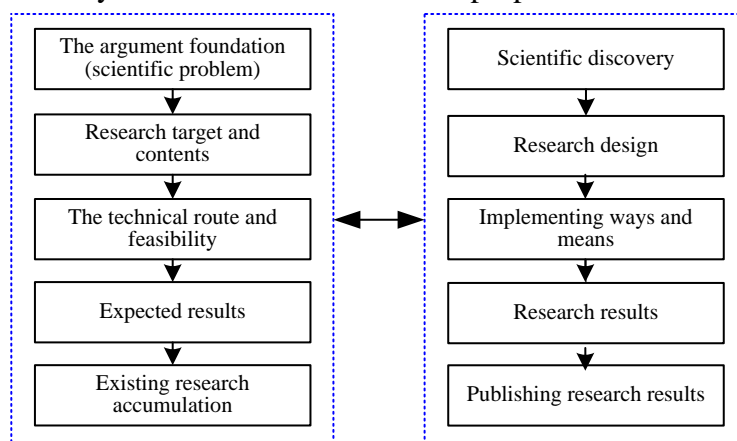 The argument foundation
(scientific problem)
Research target and
contents
The technical route and
feasibility
Expected results
Existing research
accumulation
Scientific discovery
Research design
Implementing ways and
means
Research results
Publishing research results